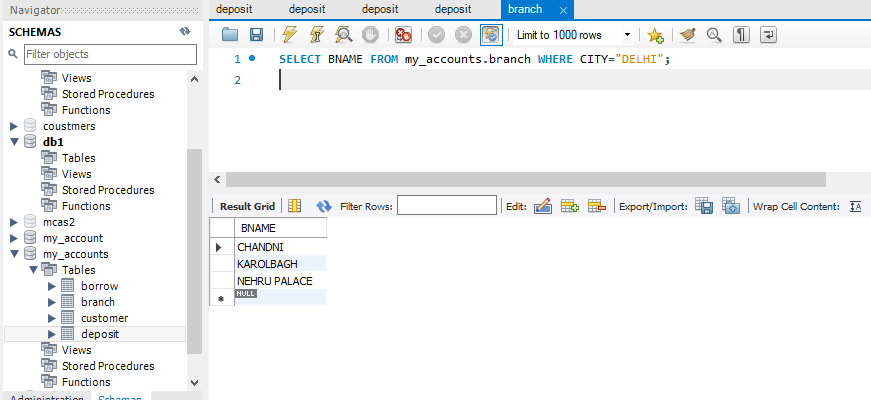 Navigator
SCHEMAS
Filter objects
Views
Stored Procedures
Functions
coustmers
db1
Tables
Views
Stored Procedures
Functions
mcas2
my_account
my_accounts
Tables
borrow
branch
customer
deposit
Views
Stored Procedures
Functions
Administration Schemas
deposit deposit deposit deposit branch
Limit to 1000 rows
1 SELECT BNAME FROM my_accounts.branch WHERE CITY="DELHI";
2
Result Grid Filter Rows: Edit: Export/Import: Wrap Cell Content:
BNAME
CHANDNI
KAROLBAGH
NEHRU PALACE
NULL